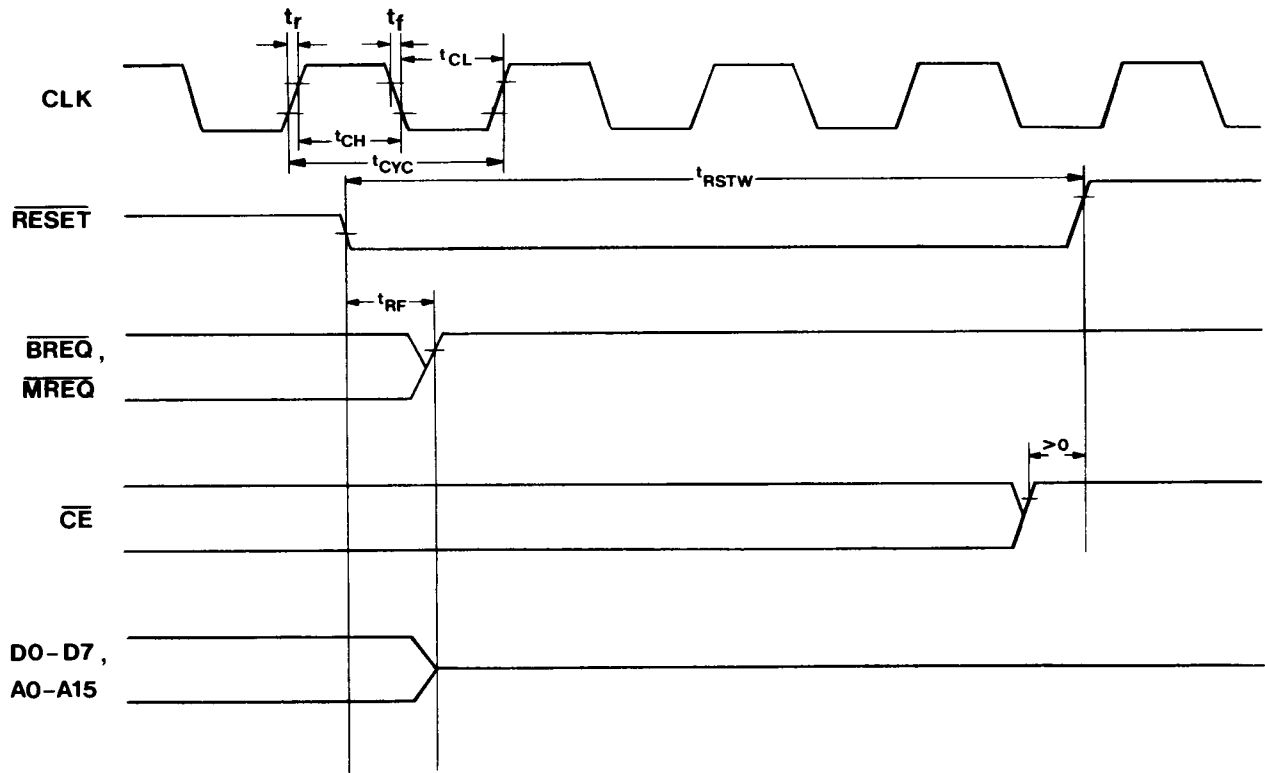 tr tf
tCL
CLK
tCH
tCYC
tRSTW
RESET
tRF
BREQ,
MREQ
>0
CE
D0-D7,
A0-A15